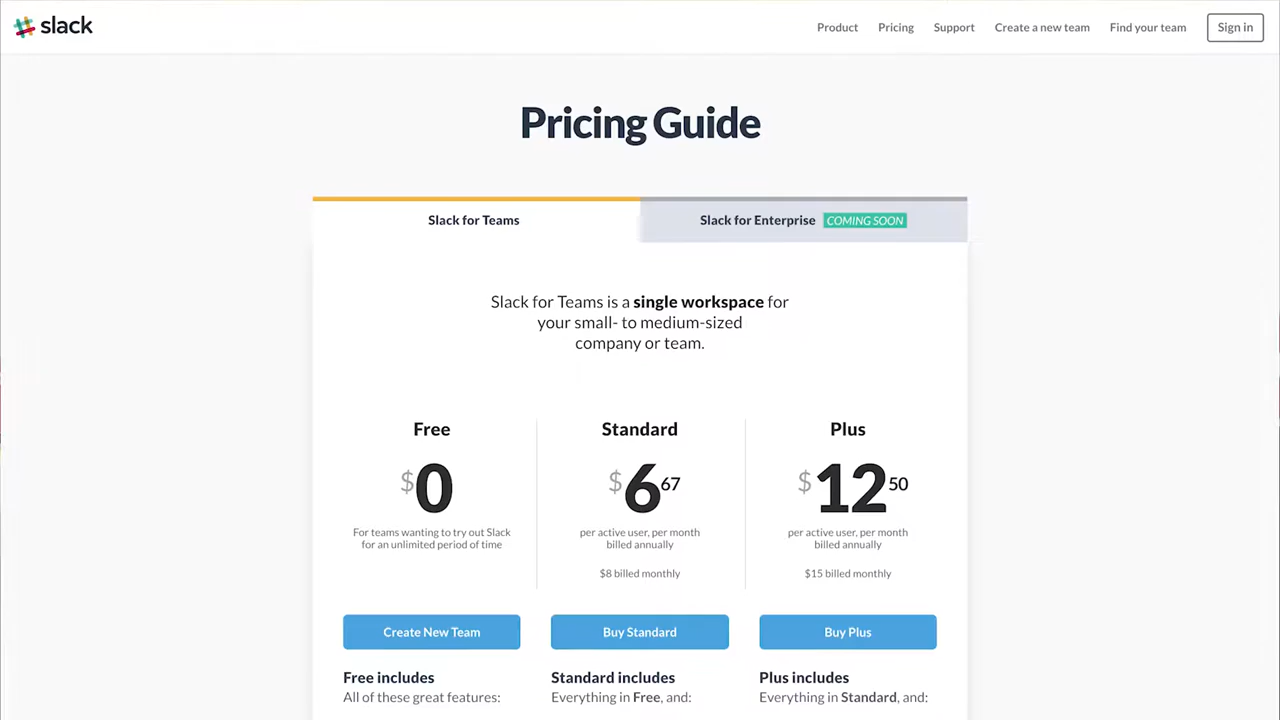 slack
Product Pricing Support Create a new team Find your team Sign in
Pricing Guide
Slack for Teams
Slack for Enterprise COMING SOON
Slack for Teams is a single workspace for
your small- to medium-sized
company or team.
Free
$0
For teams wanting to try out Slack
for an unlimited period of time
Create New Team
Free includes
All of these great features:
Standard
$6 67
per active user, per month
billed annually
$8 billed monthly
Buy Standard
Standard includes
Everything in Free, and:
Plus
$12 50
per active user, per month
billed annually
$15 billed monthly
Buy Plus
Plus includes
Everything in Standard, and: